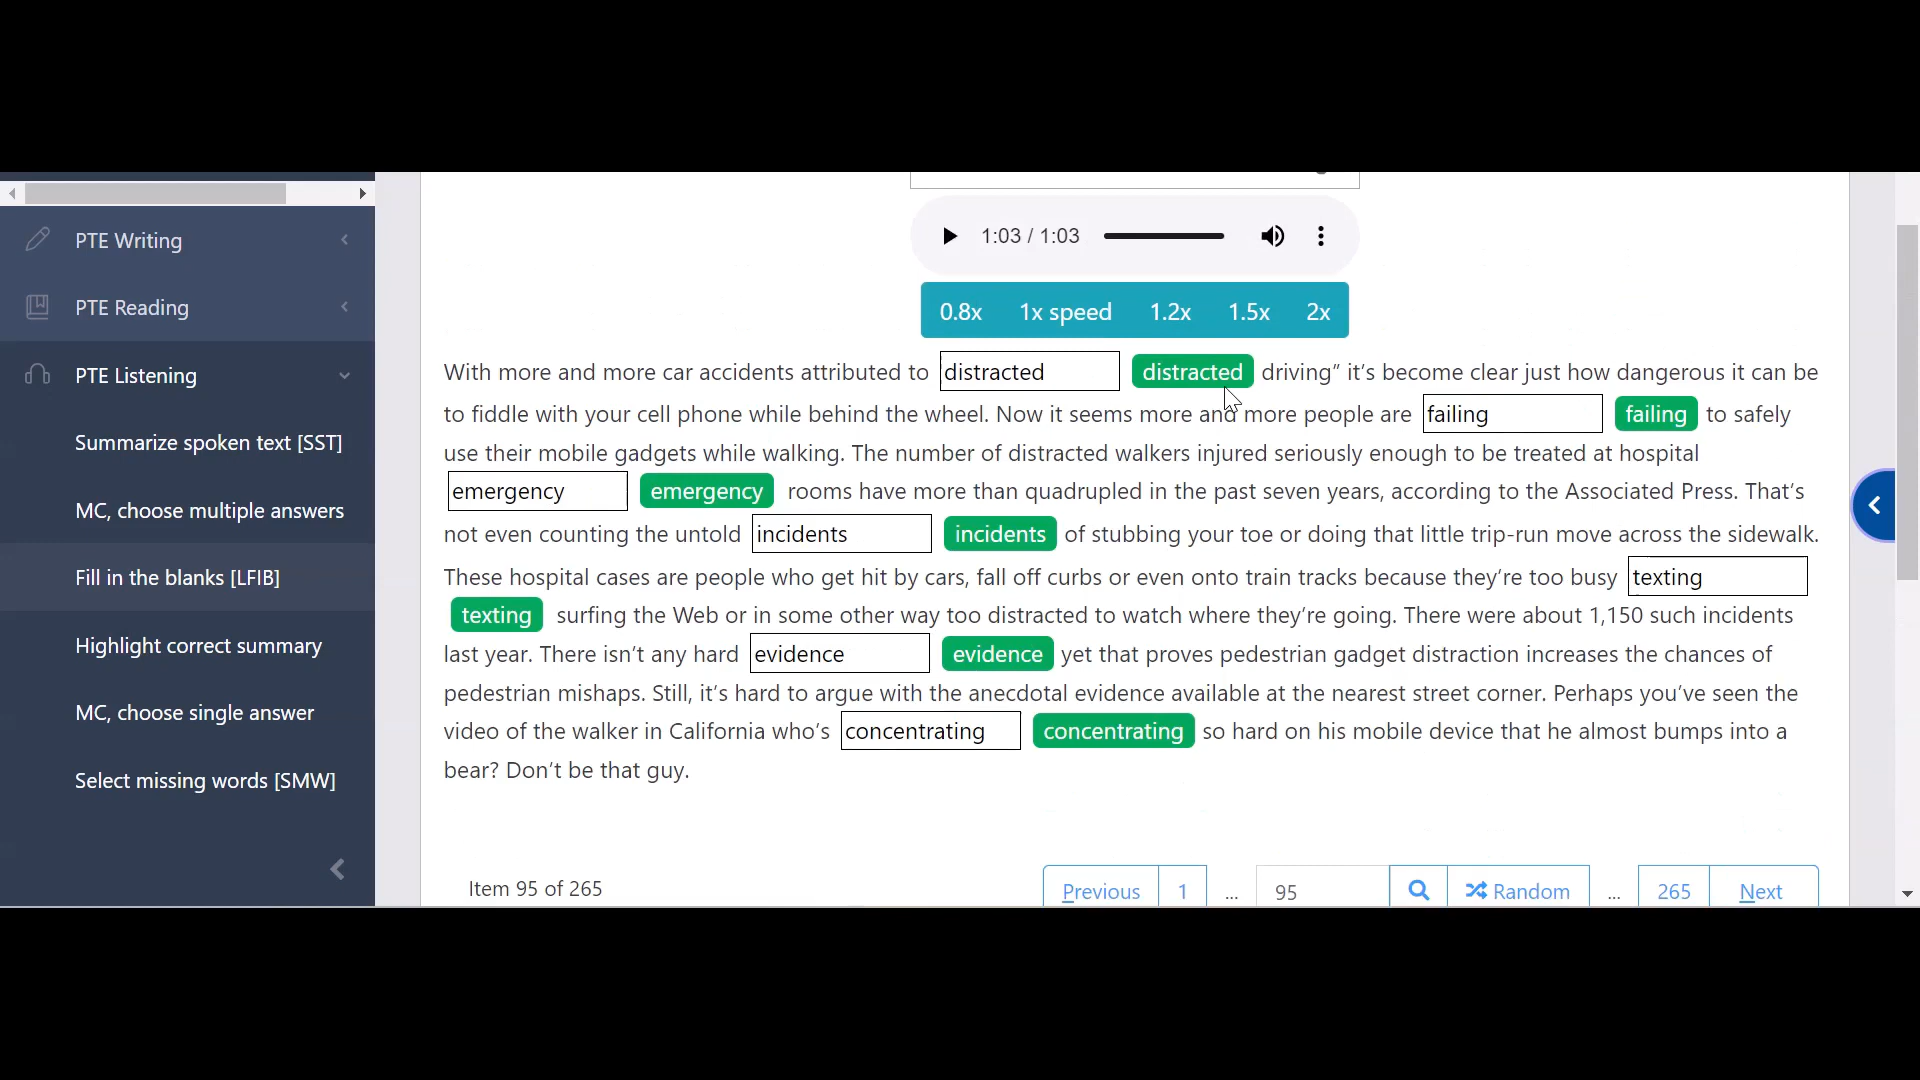 PTE Writing
PTE Reading
PTE Listening
Summarize spoken text [SST]
MC, choose multiple answers
Fill in the blanks [LFIB]
Highlight correct summary
MC, choose single answer
Select missing words [SMW]
1:03 / 1:03
0.8x 1x speed 1.2x 1.5x 2x
With more and more car accidents attributed to distracted distracted driving” it’s become clear just how dangerous it can be
to fiddle with your cell phone while behind the wheel. Now it seems more and more people are failing failing to safely
use their mobile gadgets while walking. The number of distracted walkers injured seriously enough to be treated at hospital
emergency emergency rooms have more than quadrupled in the past seven years, according to the Associated Press. That’s
not even counting the untold incidents incidents of stubbing your toe or doing that little trip-run move across the sidewalk.
These hospital cases are people who get hit by cars, fall off curbs or even onto train tracks because they’re too busy texting
texting surfing the Web or in some other way too distracted to watch where they’re going. There were about 1,150 such incidents
last year. There isn’t any hard evidence evidence yet that proves pedestrian gadget distraction increases the chances of
pedestrian mishaps. Still, it’s hard to argue with the anecdotal evidence available at the nearest street corner. Perhaps you’ve seen the
video of the walker in California who’s concentrating concentrating so hard on his mobile device that he almost bumps into a
bear? Don’t be that guy.
Item 95 of 265
Previous 1 ... 95 Random ... 265 Next